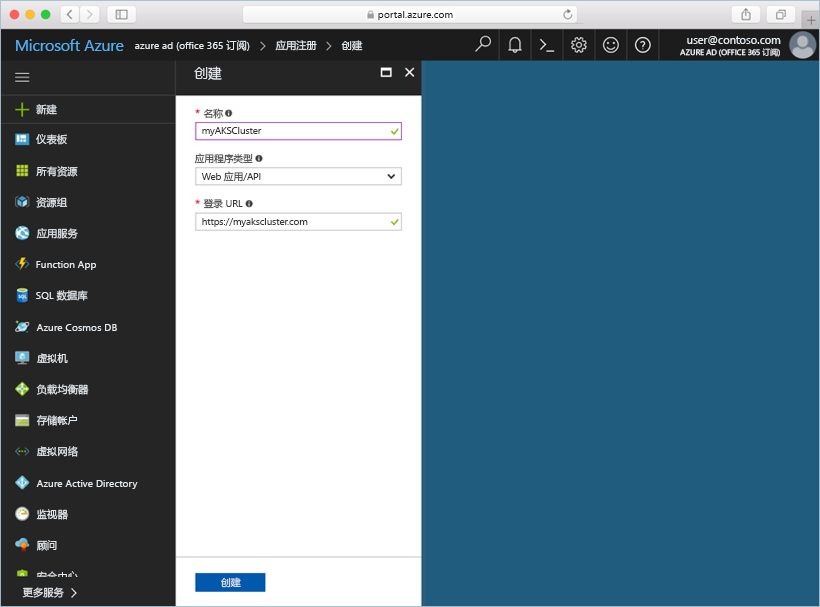 portal.azure.com
Microsoft Azure azure ad (office 365 订阅) > 应用注册 > 创建
user@contoso.com
AZURE AD (OFFICE 365 订阅)
新建
仪表板
所有资源
资源组
应用服务
Function App
SQL 数据库
Azure Cosmos DB
虚拟机
负载均衡器
存储帐户
虚拟网络
Azure Active Directory
监视器
顾问
安全中心
更多服务 >
创建
* 名称
myAKSCluster
应用程序类型
Web 应用/API
* 登录 URL
https://myakscluster.com
创建